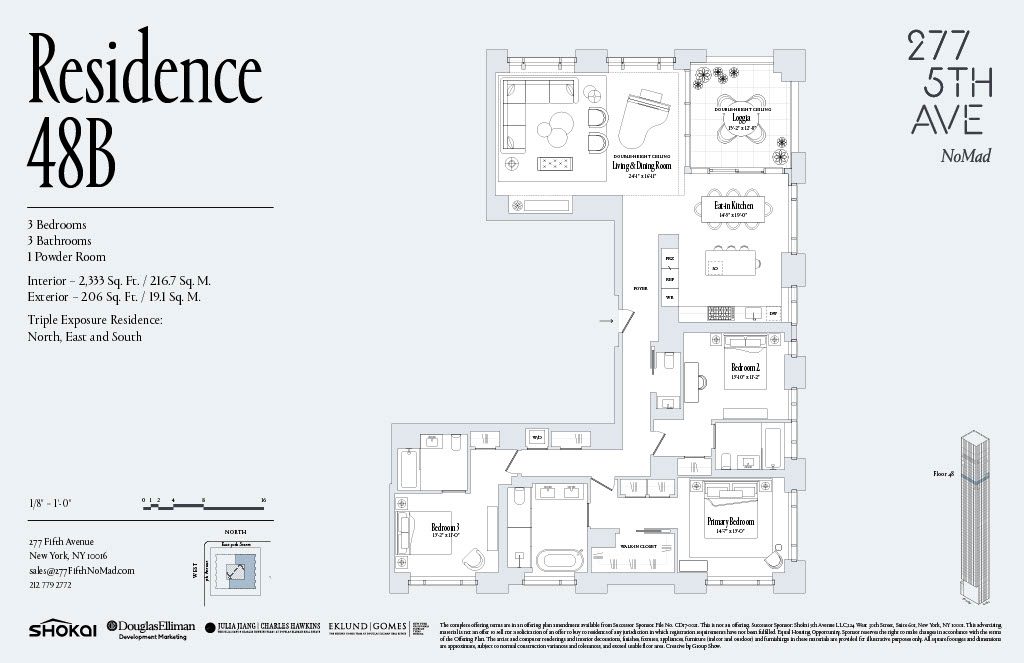 Residence
48B
3 Bedrooms
3 Bathrooms
1 Powder Room
Interior – 2,333 Sq. Ft. / 216.7 Sq. M.
Exterior – 206 Sq. Ft. / 19.1 Sq. M.
Triple Exposure Residence:
North, East and South
277
5TH
AVE
NoMad
DOUBLE-HEIGHT CEILING
Loggia
15'-2" x 12'-8"
DOUBLE-HEIGHT CEILING
Living & Dining Room
24'-1" x 16'-11"
Eat-in Kitchen
14'-8" x 19'-0"
FRZ
REF
WR
SO
DW
FOYER
Bedroom 2
13'-10" x 11'-2"
W/D
Bedroom 3
13'-2" x 11'-0"
WALK-IN CLOSET
Primary Bedroom
14'-7" x 13'-0"
Floor 48
1/8" = 1'-0"
0 1 2 4 8 16
277 Fifth Avenue
New York, NY 10016
sales@277FifthNoMad.com
212 779 2772
NORTH
East 30th Street
WEST
5th Avenue
SHOKAI
DouglasElliman
Development Marketing
JULIA JIANG | CHARLES HAWKINS
EKLUND | GOMES
The complete offering terms are in an offering plan amendment available from Successor Sponsor File No. CD17-0021. This is not an offering. Successor Sponsor: Shokai 5th Avenue LLC, 224 West 30th Street, Suite 601, New York, NY 10001. This advertising
material is not an offer to sell nor a solicitation of an offer to buy to residents of any jurisdiction in which registration requirements have not been fulfilled. Equal Housing Opportunity. Sponsor reserves the right to make changes in accordance with the terms
of the Offering Plan. The artist and computer renderings and interior decorations, finishes, fixtures, appliances, furniture (indoor and outdoor) and furnishings in these materials are provided for illustrative purposes only. All square footages and dimensions
are approximate, subject to normal construction variances and tolerances, and exceed usable floor area. Creative by Group Show.